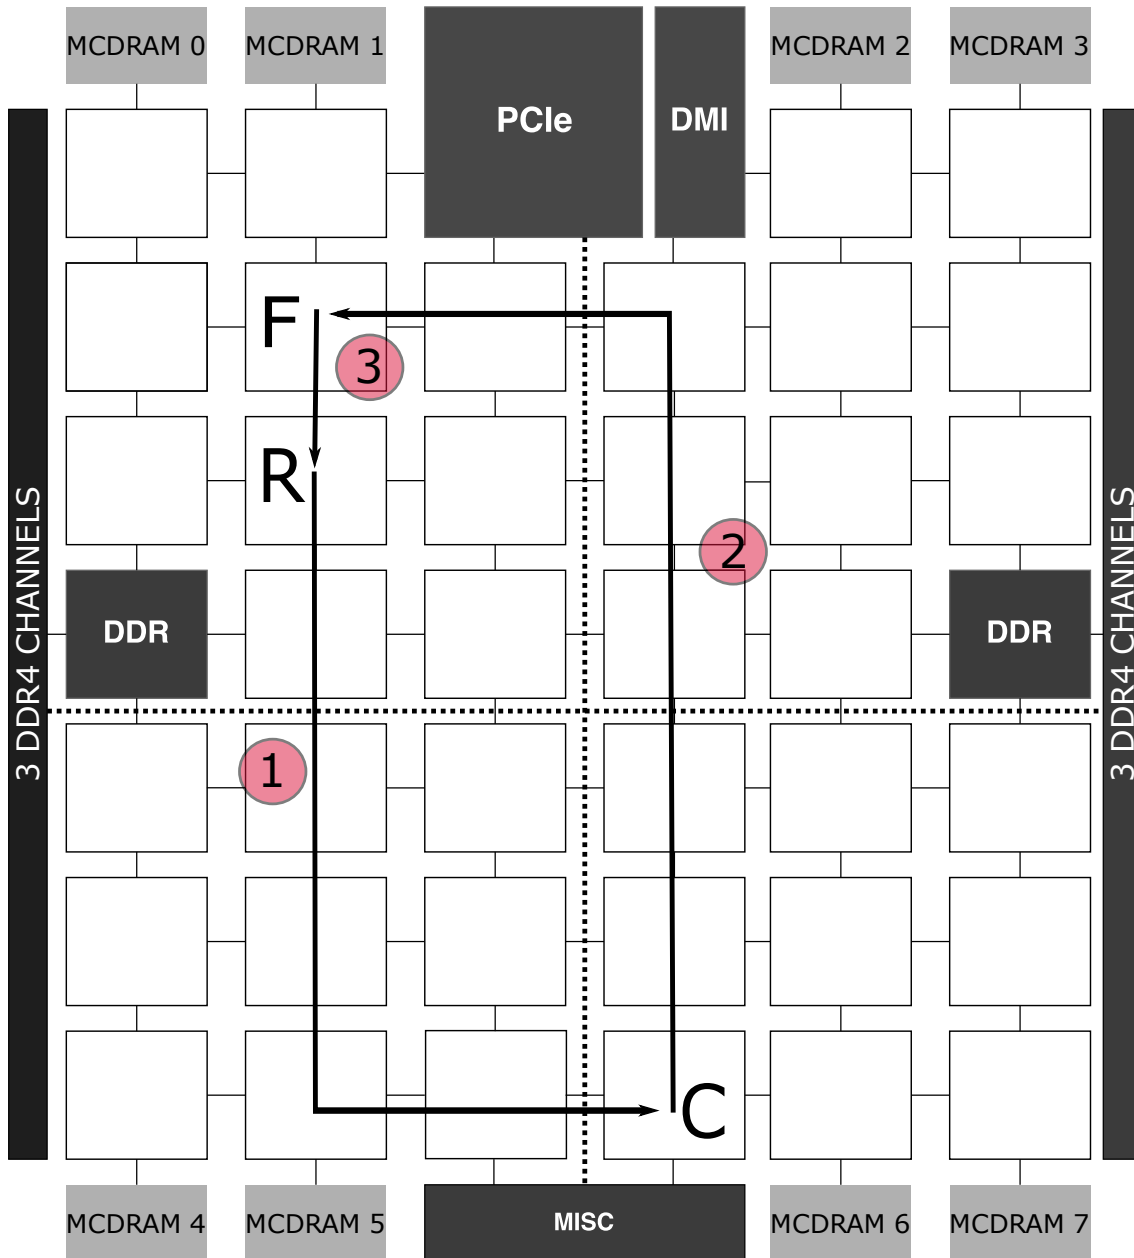 MCDRAM 0
MCDRAM 1
PCIe
DMI
MCDRAM 2
MCDRAM 3
F
3
R
2
3 DDR4 CHANNELS
DDR
DDR
3 DDR4 CHANNELS
1
C
MCDRAM 4
MCDRAM 5
MISC
MCDRAM 6
MCDRAM 7